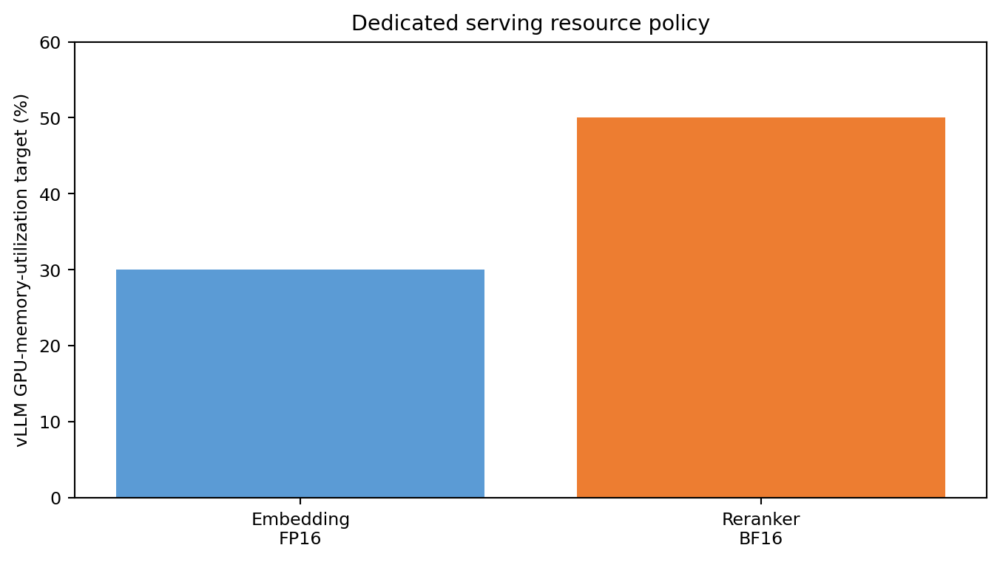 Dedicated serving resource policy
vLLM GPU-memory-utilization target (%)
60
50
40
30
20
10
0
Embedding
FP16
Reranker
BF16